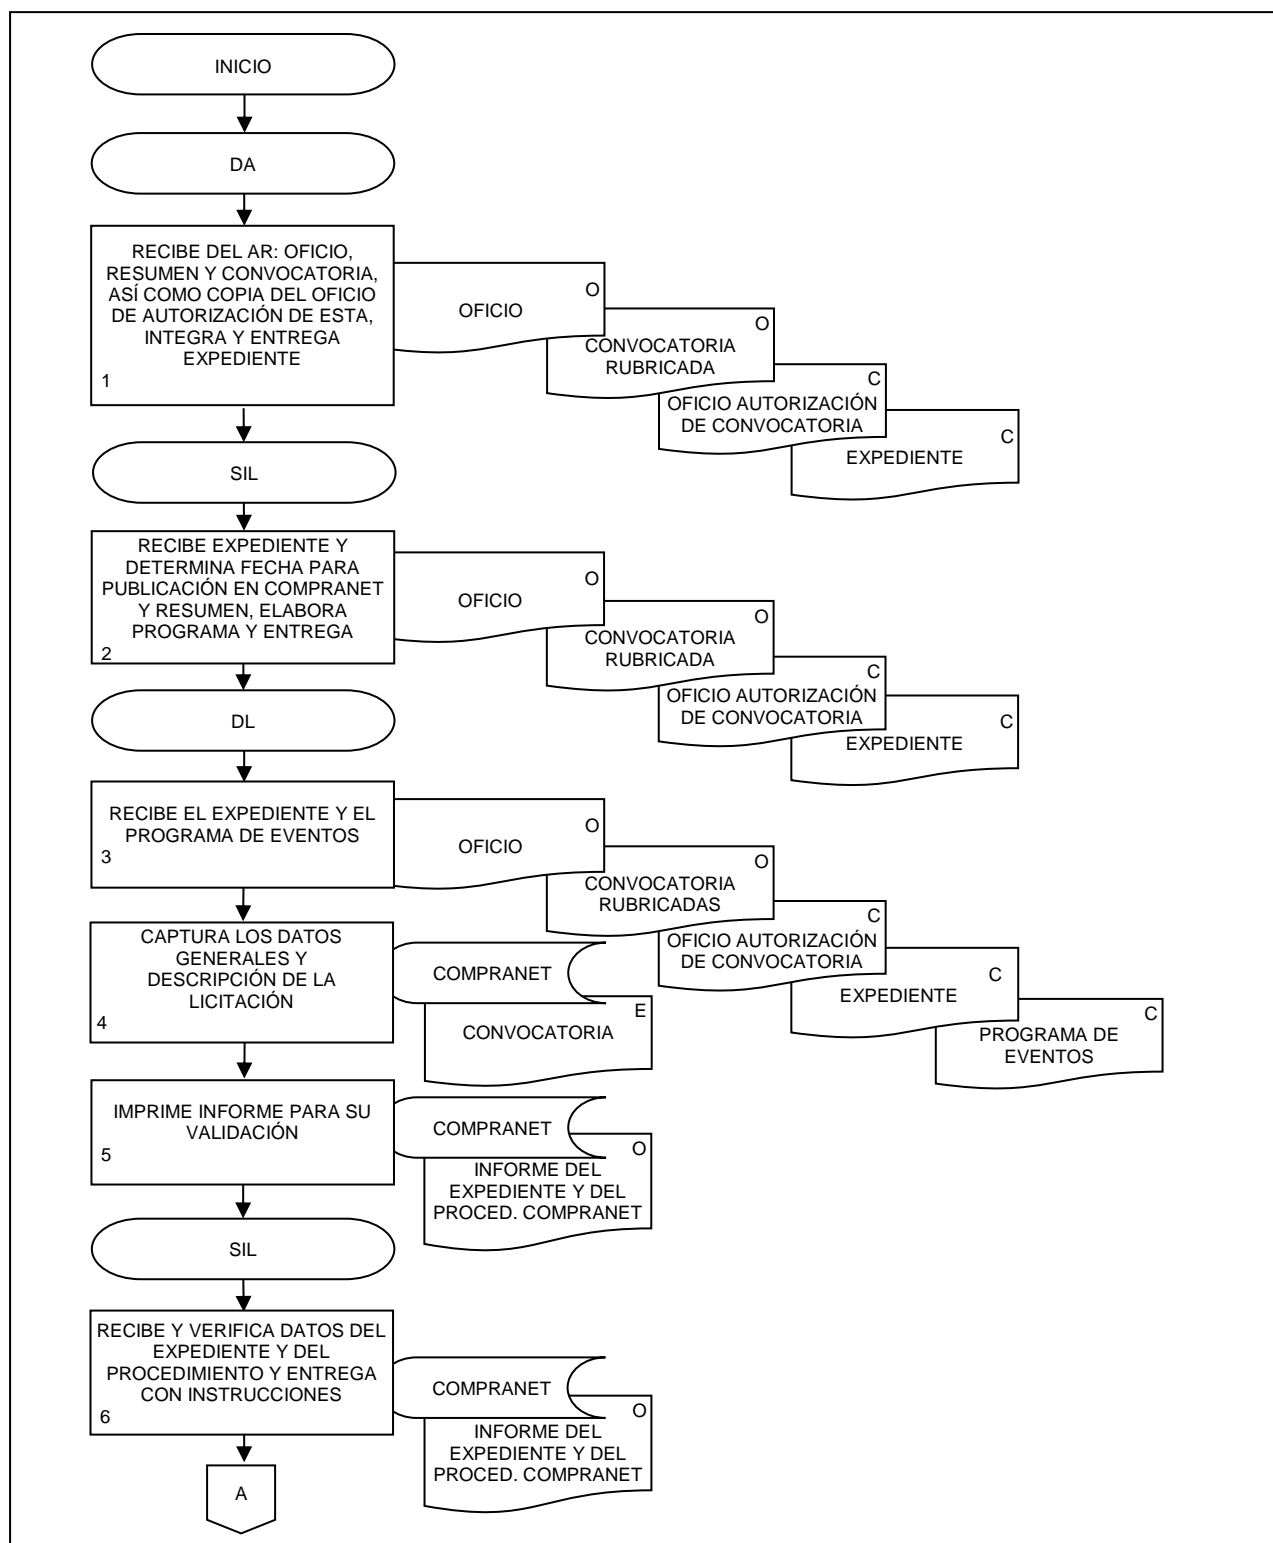 INICIO
DA
RECIBE DEL AR: OFICIO,
RESUMEN Y CONVOCATORIA,
ASÍ COMO COPIA DEL OFICIO
DE AUTORIZACIÓN DE ESTA,
INTEGRA Y ENTREGA
EXPEDIENTE
1
O
OFICIO
O
CONVOCATORIA
RUBRICADA
C
OFICIO AUTORIZACIÓN
DE CONVOCATORIA
C
EXPEDIENTE
SIL
RECIBE EXPEDIENTE Y
DETERMINA FECHA PARA
PUBLICACIÓN EN COMPRANET
Y RESUMEN, ELABORA
PROGRAMA Y ENTREGA
2
O
OFICIO
O
CONVOCATORIA
RUBRICADA
C
OFICIO AUTORIZACIÓN
DE CONVOCATORIA
C
EXPEDIENTE
DL
RECIBE EL EXPEDIENTE Y EL
PROGRAMA DE EVENTOS
3
O
OFICIO
O
CONVOCATORIA
RUBRICADAS
C
OFICIO AUTORIZACIÓN
DE CONVOCATORIA
C
EXPEDIENTE
C
PROGRAMA DE
EVENTOS
CAPTURA LOS DATOS
GENERALES Y
DESCRIPCIÓN DE LA
LICITACIÓN
4
COMPRANET
E
CONVOCATORIA
IMPRIME INFORME PARA SU
VALIDACIÓN
5
COMPRANET
O
INFORME DEL
EXPEDIENTE Y DEL
PROCED. COMPRANET
SIL
RECIBE Y VERIFICA DATOS DEL
EXPEDIENTE Y DEL
PROCEDIMIENTO Y ENTREGA
CON INSTRUCCIONES
6
COMPRANET
O
INFORME DEL
EXPEDIENTE Y DEL
PROCED. COMPRANET
A